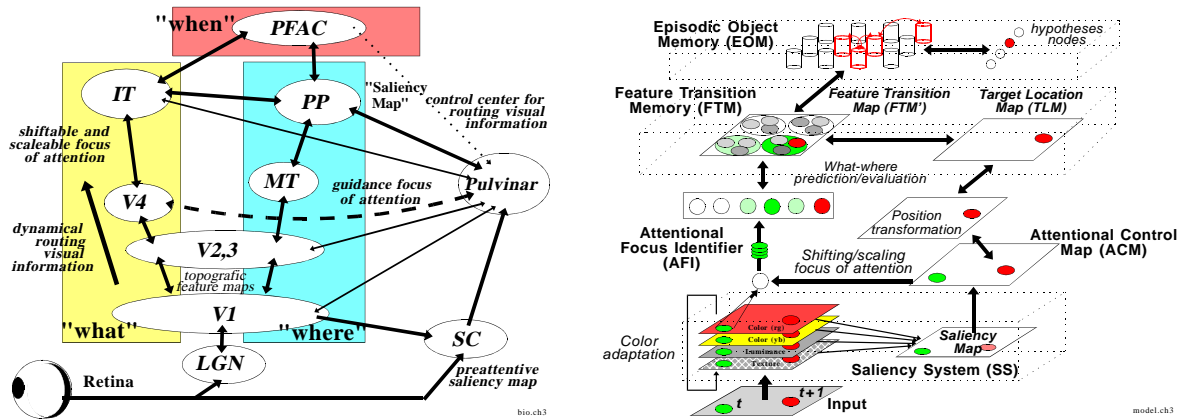 "when"
PFAC
IT
PP
"Saliency
Map"
control center for
routing visual
information
shiftable and
scaleable focus
of attention
MT
guidance focus
of attention
Pulvinar
V4
dynamical
routing
visual
information
V2,3
topografic
feature maps
V1
"what"
"where"
SC
LGN
preattentive
saliency map
Retina
bio.ch3
Episodic Object
Memory (EOM)
hypotheses
nodes
Feature Transition
Memory (FTM)
Feature Transition
Map (FTM')
Target Location
Map (TLM)
What-where
prediction/evaluation
Position
transformation
Attentional
Focus Identifier
(AFI)
Shifting/scaling
focus of attention
Attentional Control
Map (ACM)
Color
adaptation
Color (rg)
Color (yb)
Luminance
Texture
Saliency
Map
Saliency System (SS)
t
t+1
Input
model.ch3